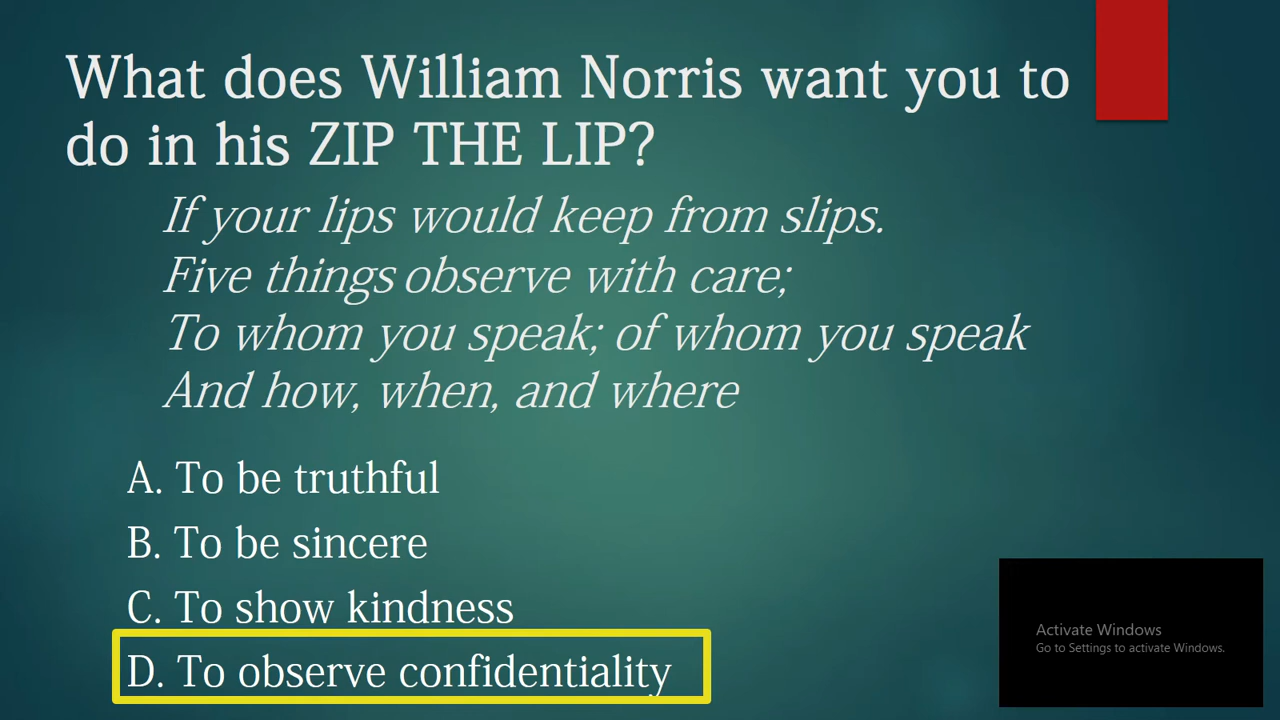 What does William Norris want you to
do in his ZIP THE LIP?
If your lips would keep from slips.
Five things observe with care;
To whom you speak; of whom you speak
And how, when, and where
A. To be truthful
B. To be sincere
C. To show kindness
D. To observe confidentiality
Activate Windows
Go to Settings to activate Windows.